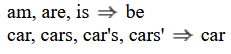 am, are, is ⇒ be
car, cars, car's, cars' ⇒ car